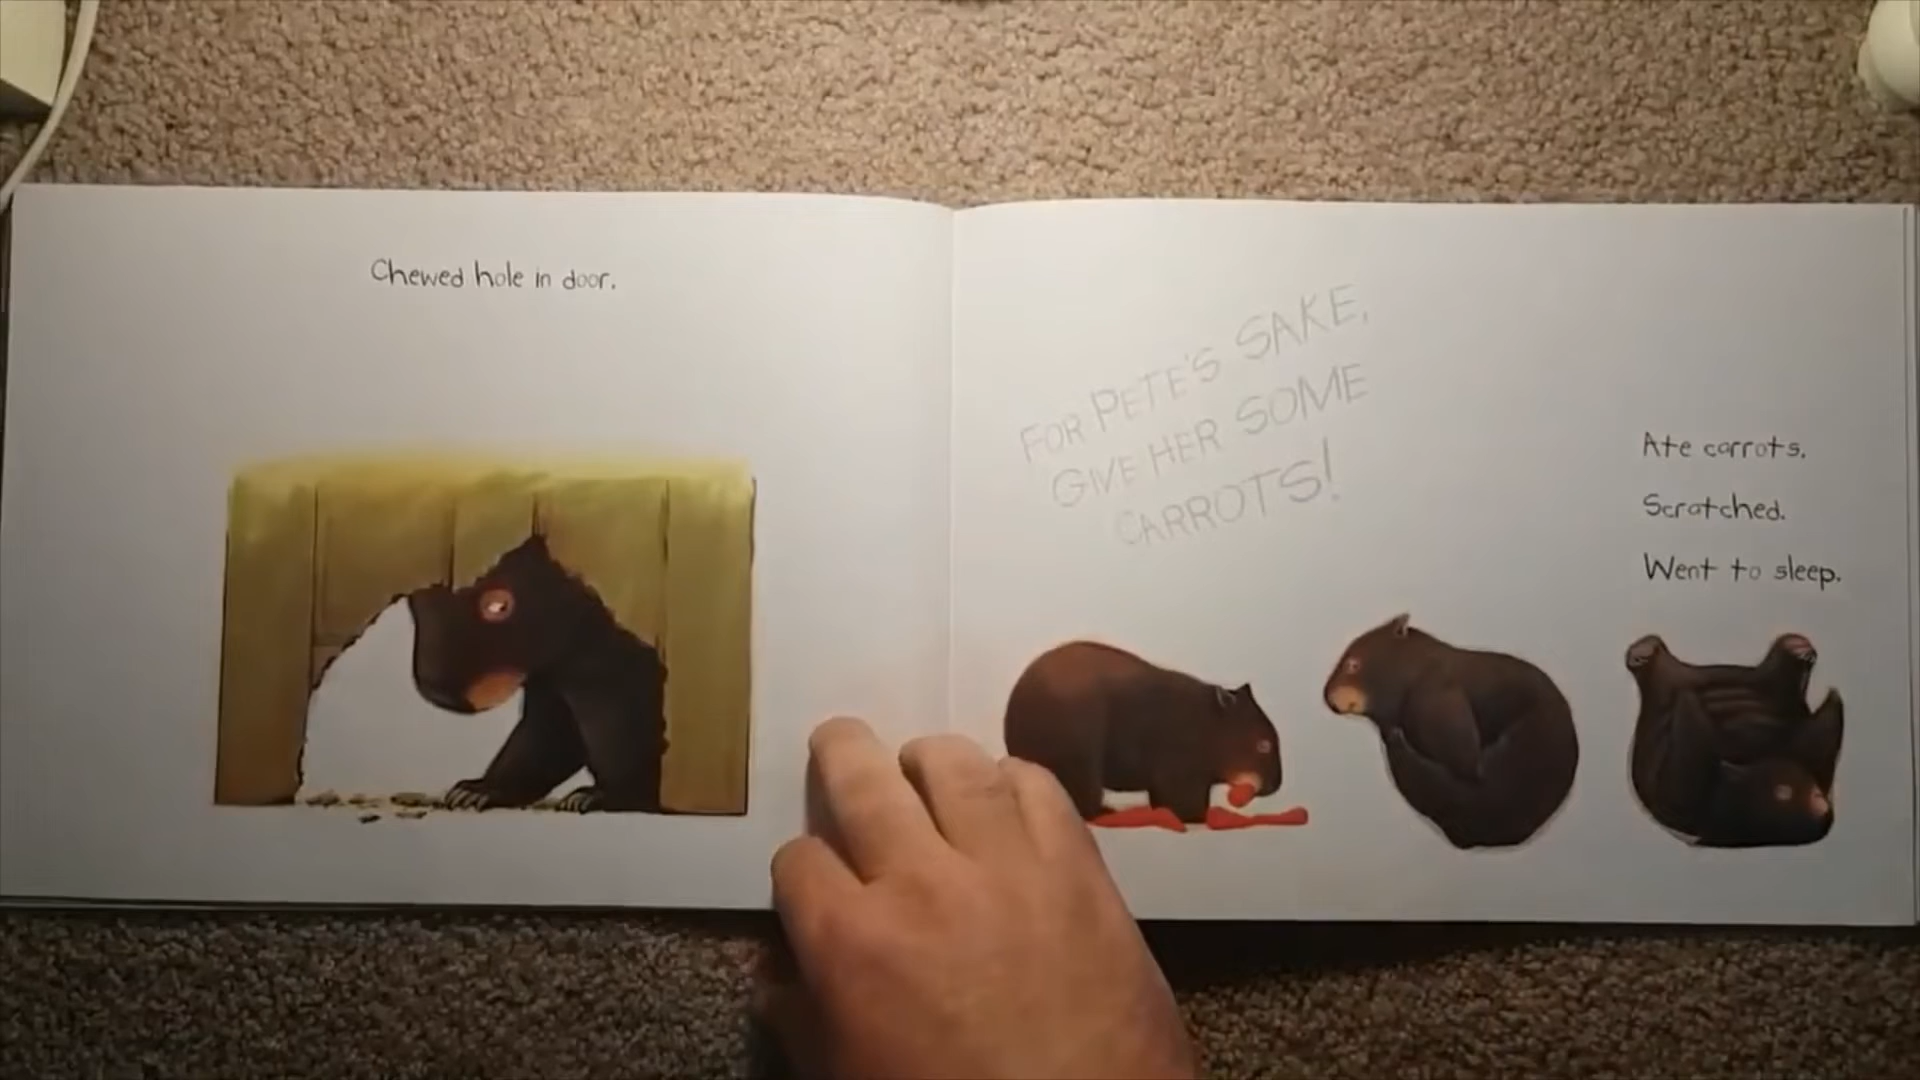 Chewed hole in door.
FOR PETE'S SAKE,
GIVE HER SOME
CARROTS!
Ate carrots.
Scratched.
Went to sleep.